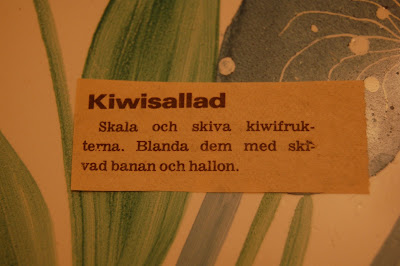 Kiwisallad
Skala och skiva kiwifruk-
terna. Blanda dem med ski-
vad banan och hallon.